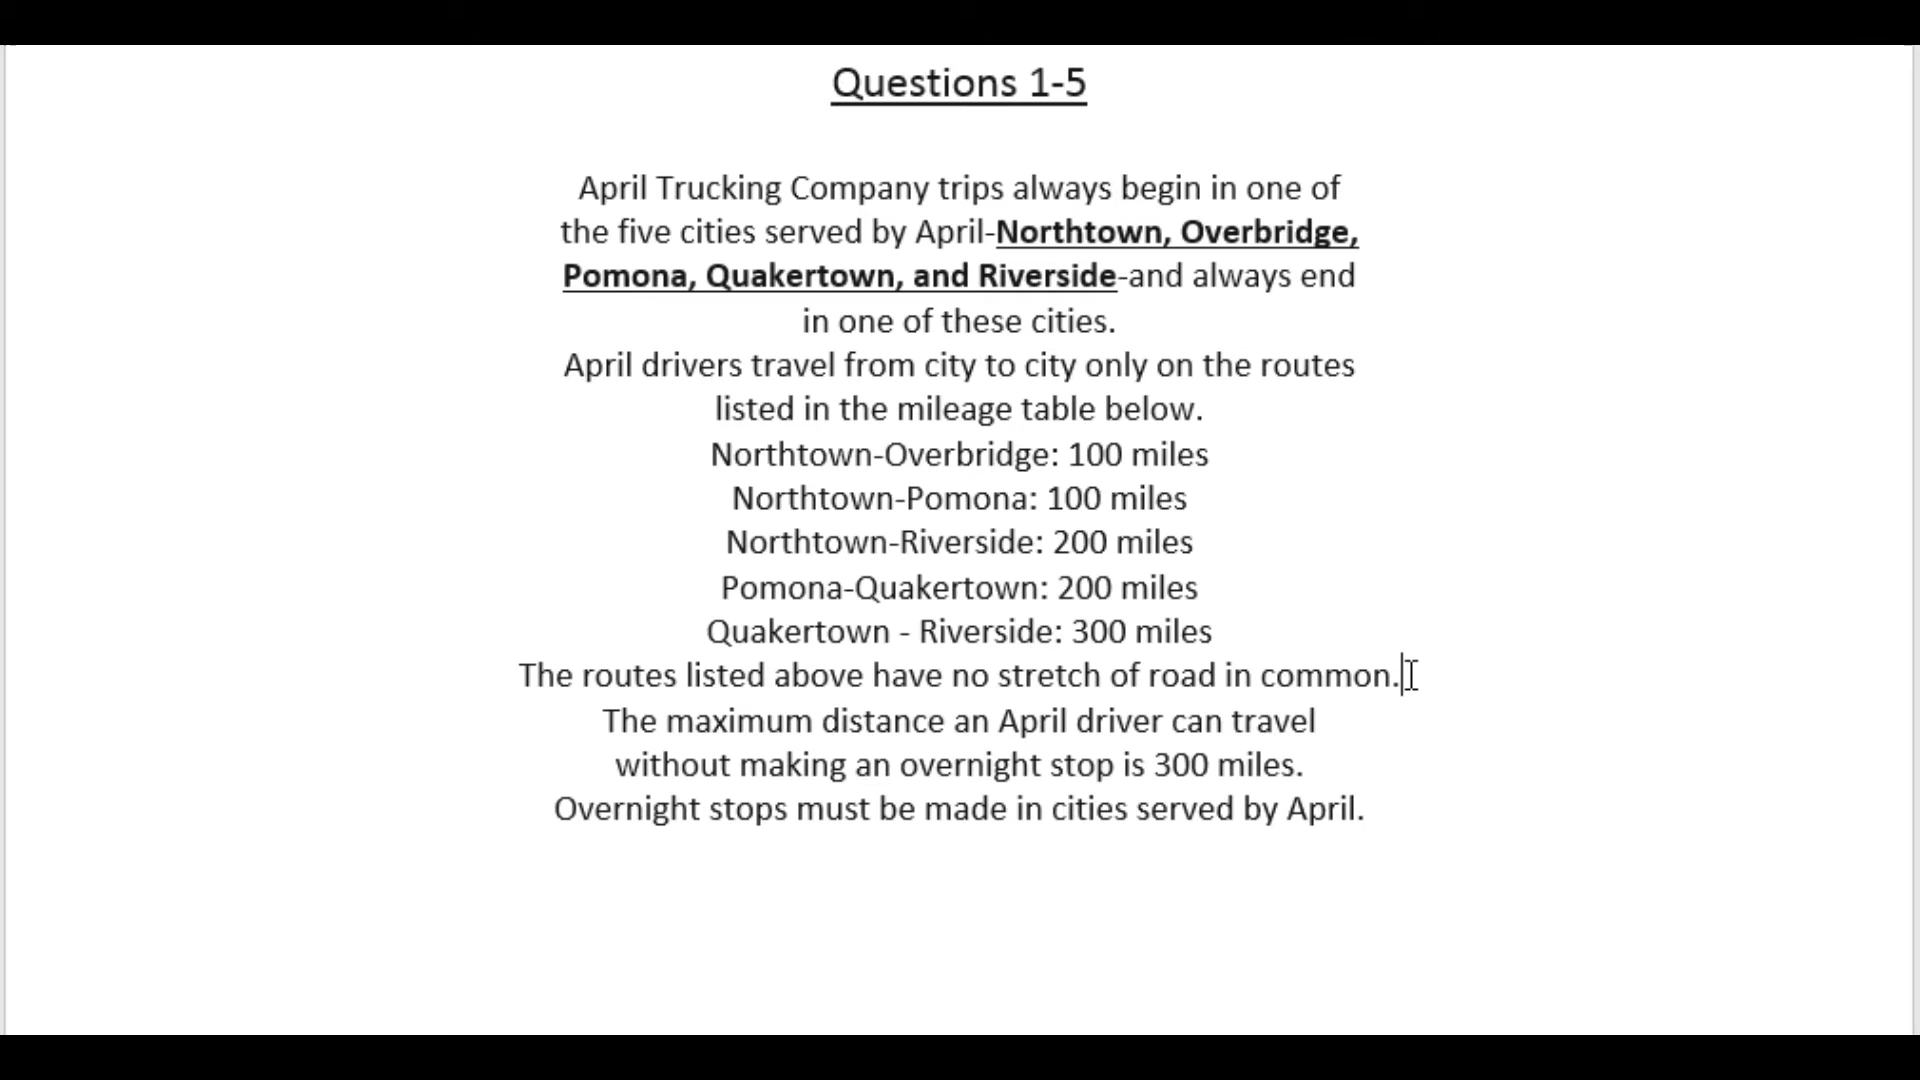 Questions 1-5
April Trucking Company trips always begin in one of
the five cities served by April-Northtown, Overbridge,
Pomona, Quakertown, and Riverside-and always end
in one of these cities.
April drivers travel from city to city only on the routes
listed in the mileage table below.
Northtown-Overbridge: 100 miles
Northtown-Pomona: 100 miles
Northtown-Riverside: 200 miles
Pomona-Quakertown: 200 miles
Quakertown - Riverside: 300 miles
The routes listed above have no stretch of road in common.
The maximum distance an April driver can travel
without making an overnight stop is 300 miles.
Overnight stops must be made in cities served by April.